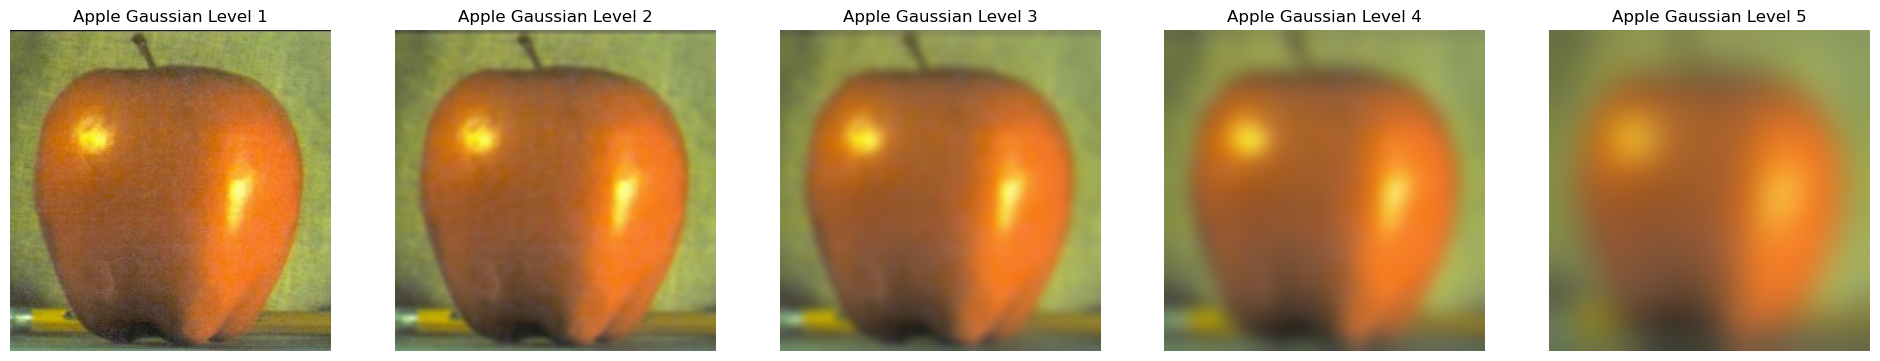 Apple Gaussian Level 1
Apple Gaussian Level 2
Apple Gaussian Level 3
Apple Gaussian Level 4
Apple Gaussian Level 5